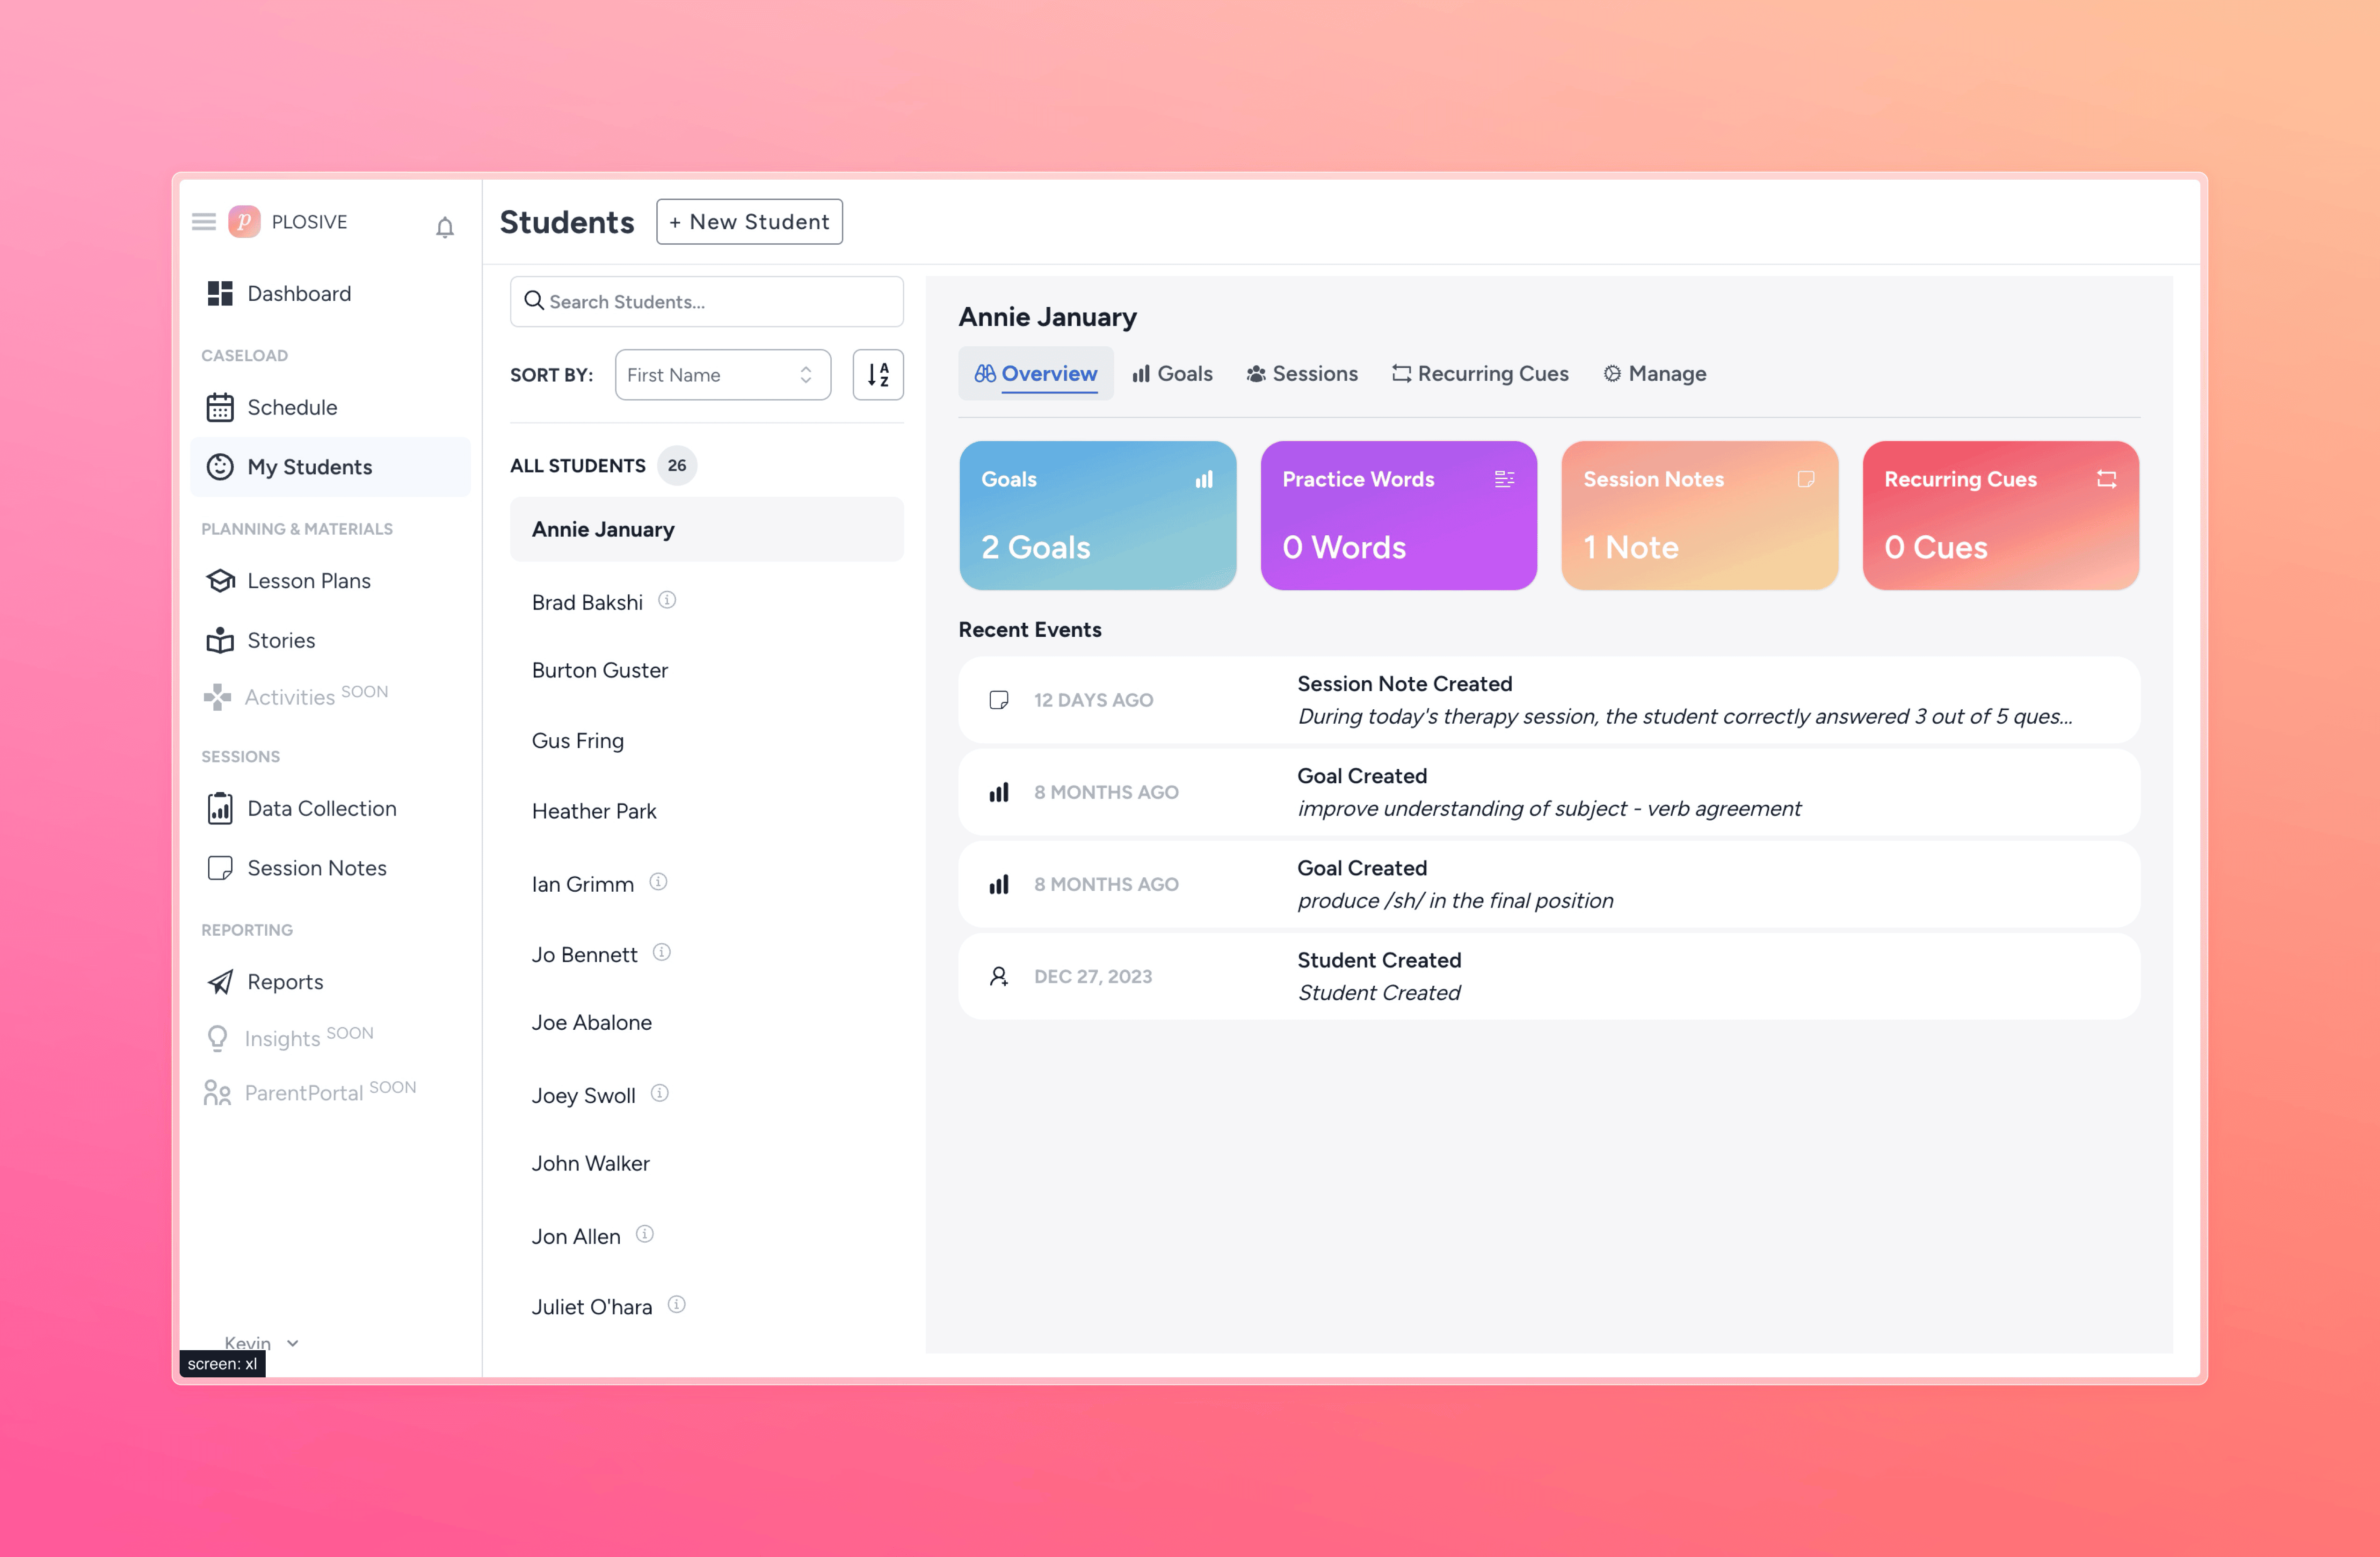 p PLOSIVE
Dashboard
CASELOAD
Schedule
My Students
PLANNING & MATERIALS
Lesson Plans
Stories
Activities SOON
SESSIONS
Data Collection
Session Notes
REPORTING
Reports
Insights SOON
ParentPortal SOON
Kevin
screen: xl
Students
+ New Student
Search Students...
SORT BY:
First Name
A
Z
ALL STUDENTS 26
Annie January
Brad Bakshi
Burton Guster
Gus Fring
Heather Park
Ian Grimm
Jo Bennett
Joe Abalone
Joey Swoll
John Walker
Jon Allen
Juliet O'hara
Annie January
Overview Goals Sessions Recurring Cues Manage
Goals
2 Goals
Practice Words
0 Words
Session Notes
1 Note
Recurring Cues
0 Cues
Recent Events
12 DAYS AGO
Session Note Created
During today's therapy session, the student correctly answered 3 out of 5 ques...
8 MONTHS AGO
Goal Created
improve understanding of subject - verb agreement
8 MONTHS AGO
Goal Created
produce /sh/ in the final position
DEC 27, 2023
Student Created
Student Created